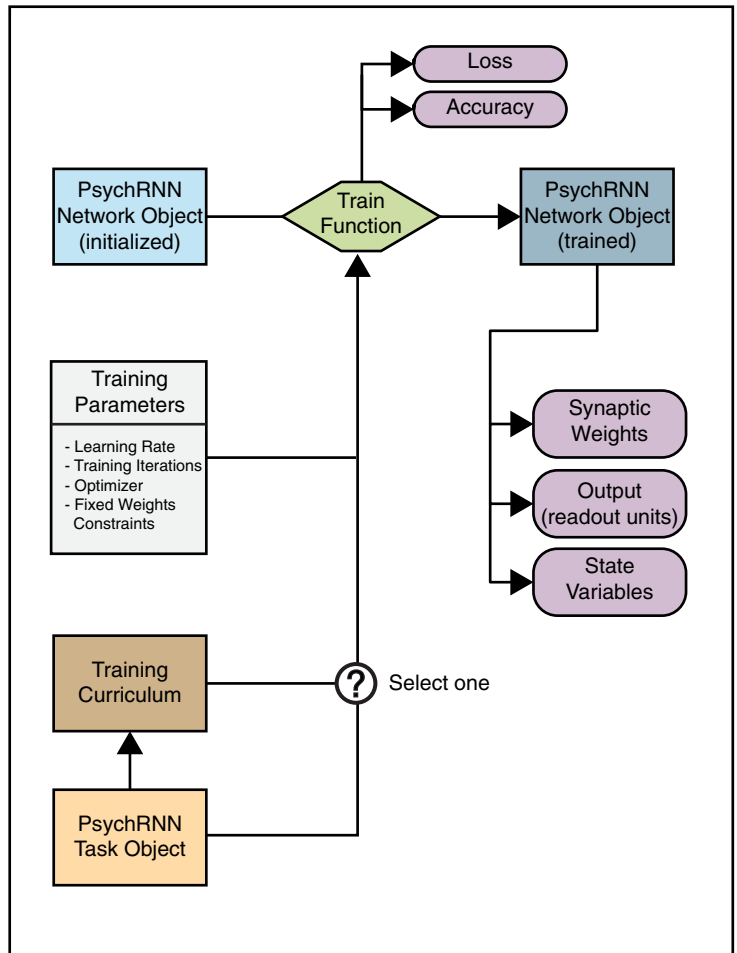 Loss
Accuracy
PsychRNN
Network Object
(initialized)
Train
Function
PsychRNN
Network Object
(trained)
Training
Parameters
- Learning Rate
- Training Iterations
- Optimizer
- Fixed Weights
Constraints
Synaptic
Weights
Output
(readout units)
State
Variables
Training
Curriculum
?
Select one
PsychRNN
Task Object